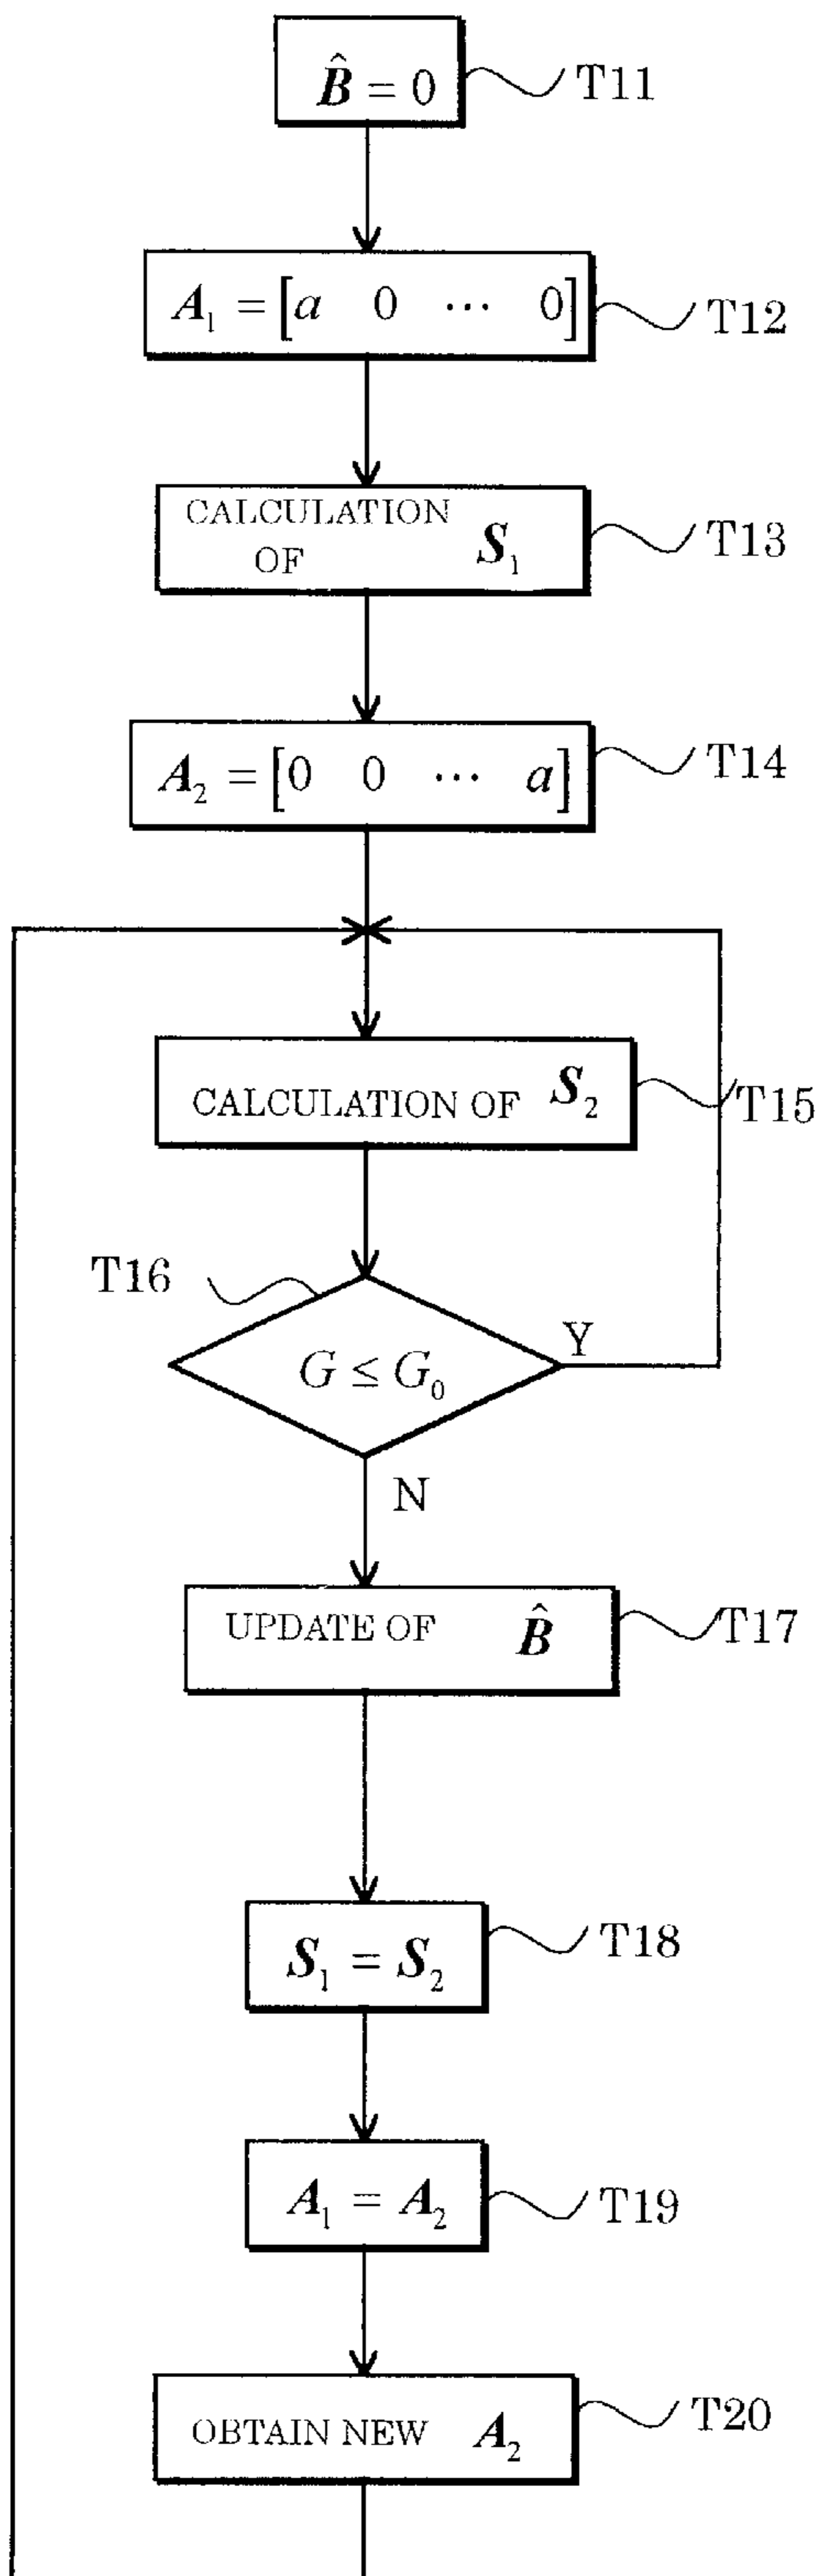 B̂ = 0
T11
A₁ = [a 0 ⋯ 0]
T12
CALCULATION
OF S₁
T13
A₂ = [0 0 ⋯ a]
T14
CALCULATION OF S₂
T15
T16
G ≤ G₀
Y
N
UPDATE OF B̂
T17
S₁ = S₂
T18
A₁ = A₂
T19
OBTAIN NEW A₂
T20